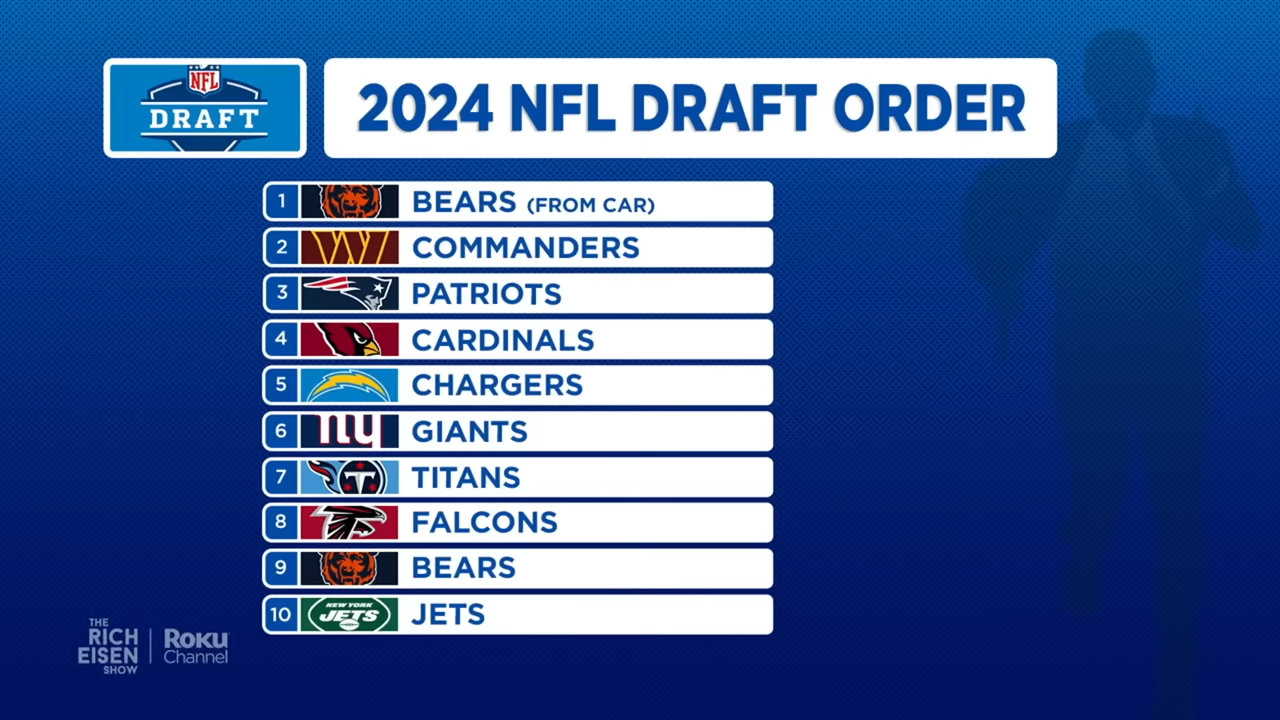 NFL
DRAFT
2024 NFL DRAFT ORDER
1 BEARS (FROM CAR)
2 COMMANDERS
3 PATRIOTS
4 CARDINALS
5 CHARGERS
6 ny GIANTS
7 T TITANS
8 FALCONS
9 BEARS
10 NEW YORK JETS JETS
THE
RICH
EISEN
SHOW
Roku
Channel